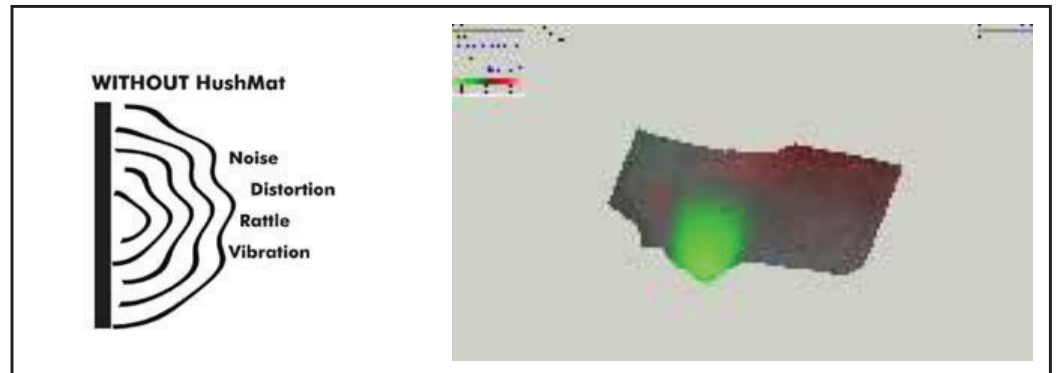 WITHOUT HushMat
Noise
Distortion
Rattle
Vibration